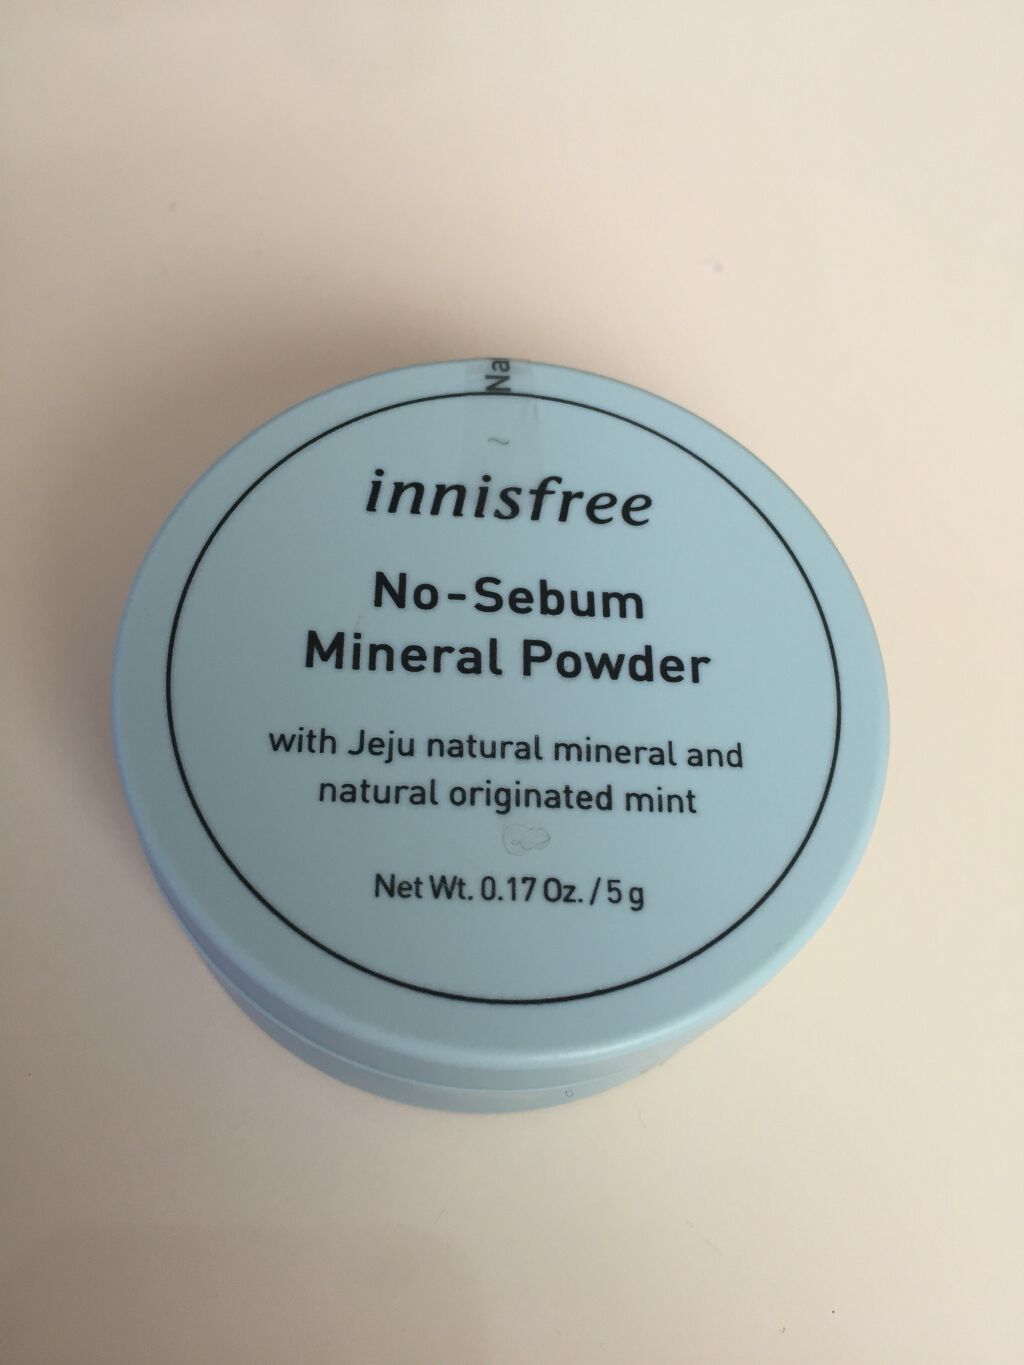 Na
innisfree
No-Sebum
Mineral Powder
with Jeju natural mineral and
natural originated mint
Net Wt. 0.17 Oz. / 5 g